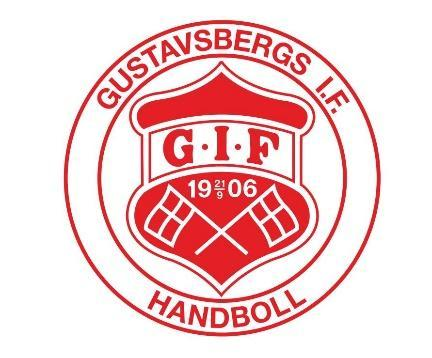 GUSTAVSBERGS I.F.
G·I·F
19 21/9 06
HANDBOLL